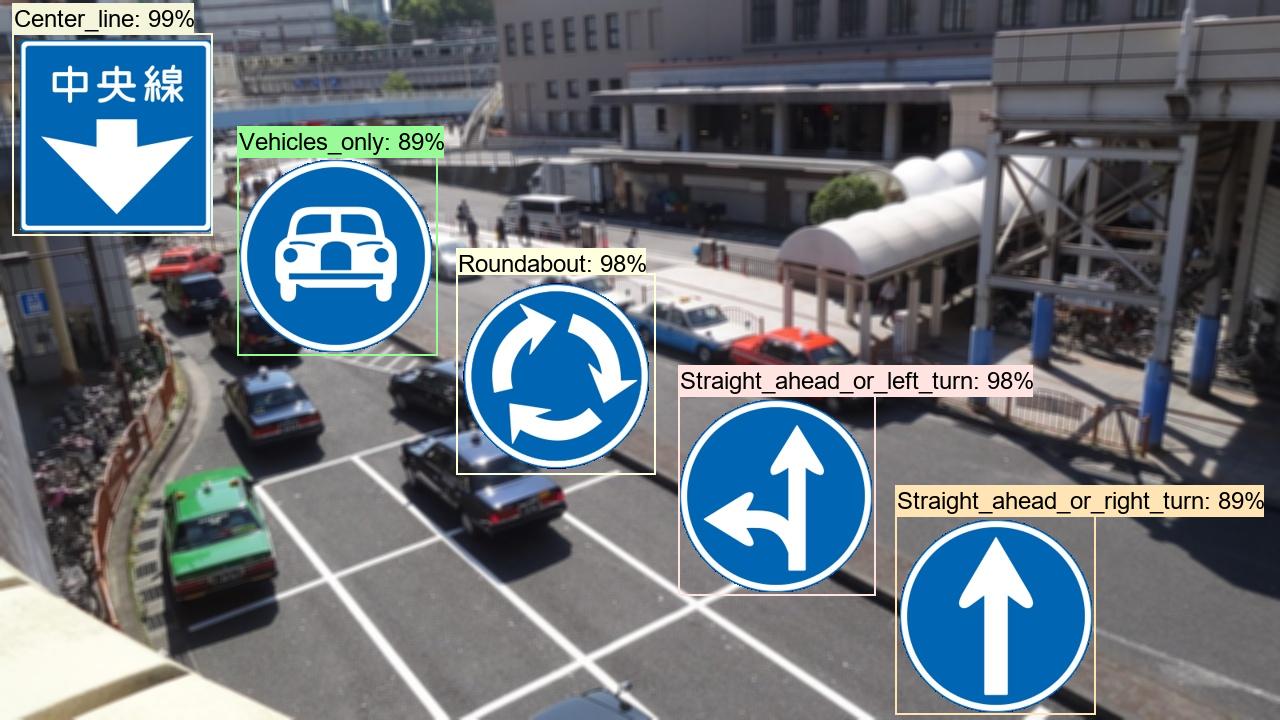 Center_line: 99%
中央線
Vehicles_only: 89%
Roundabout: 98%
Straight_ahead_or_left_turn: 98%
Straight_ahead_or_right_turn: 89%